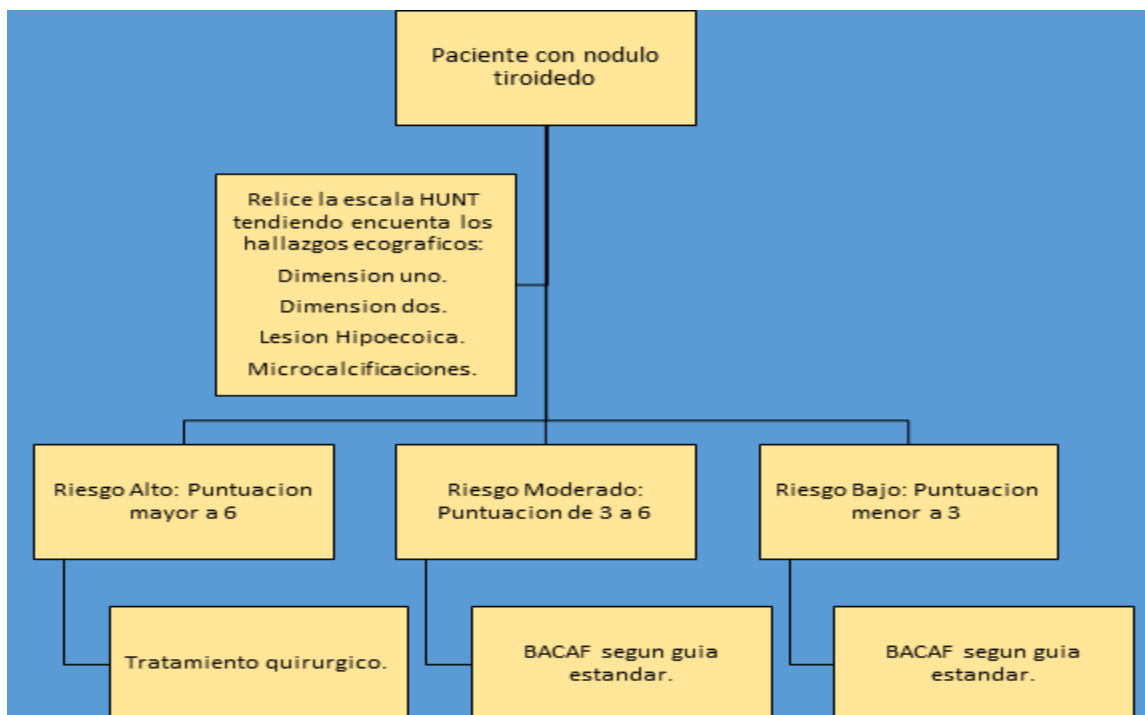 Paciente con nodulo
tiroidedo
Relice la escala HUNT
tendiendo encuenta los
hallazgos ecograficos:
Dimension uno.
Dimension dos.
Lesion Hipoecoica.
Microcalcificaciones.
Riesgo Alto: Puntuacion
mayor a 6
Riesgo Moderado:
Puntuacion de 3 a 6
Riesgo Bajo: Puntuacion
menor a 3
Tratamiento quirurgico.
BACAF segun guia
estandar.
BACAF segun guia
estandar.